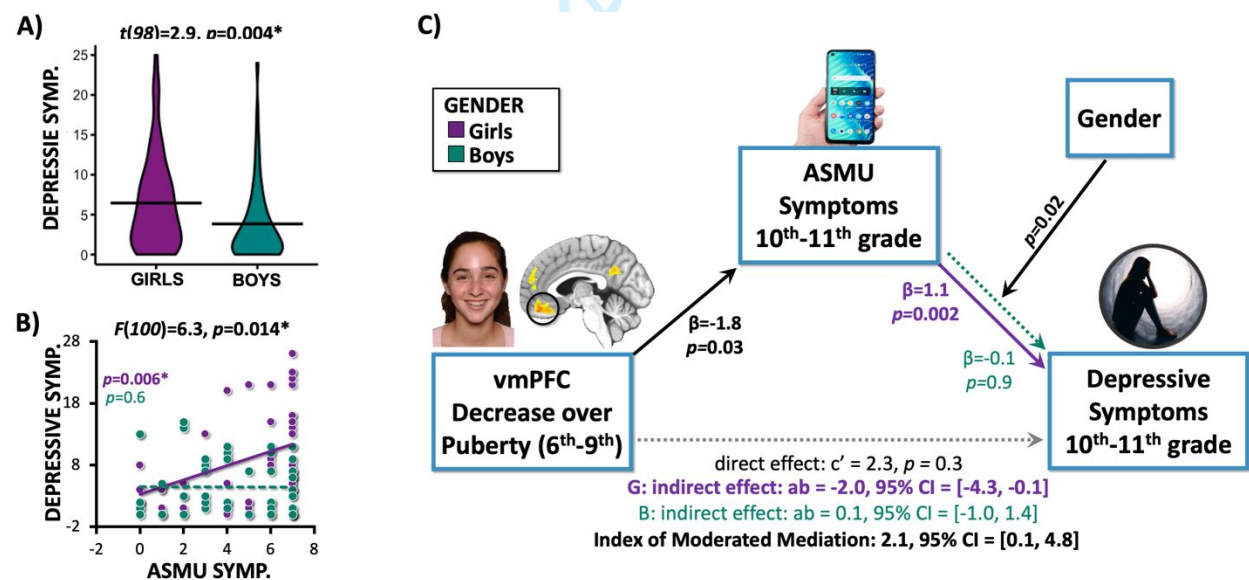 A)
t(98)=2.9, p=0.004*
DEPRESSIE SYMP.
25
20
15
10
5
0
GIRLS
BOYS
B)
F(100)=6.3, p=0.014*
DEPRESSIVE SYMP.
28
18
8
-2
p=0.006*
p=0.6
-2
0
2
4
6
8
ASMU SYMP.
C)
GENDER
Girls
Boys
ASMU
Symptoms
10th-11th grade
Gender
p=0.02
vmPFC
Decrease over
Puberty (6th-9th)
β=-1.8
p=0.03
β=1.1
p=0.002
β=-0.1
p=0.9
Depressive
Symptoms
10th-11th grade
direct effect: c' = 2.3, p = 0.3
G: indirect effect: ab = -2.0, 95% CI = [-4.3, -0.1]
B: indirect effect: ab = 0.1, 95% CI = [-1.0, 1.4]
Index of Moderated Mediation: 2.1, 95% CI = [0.1, 4.8]